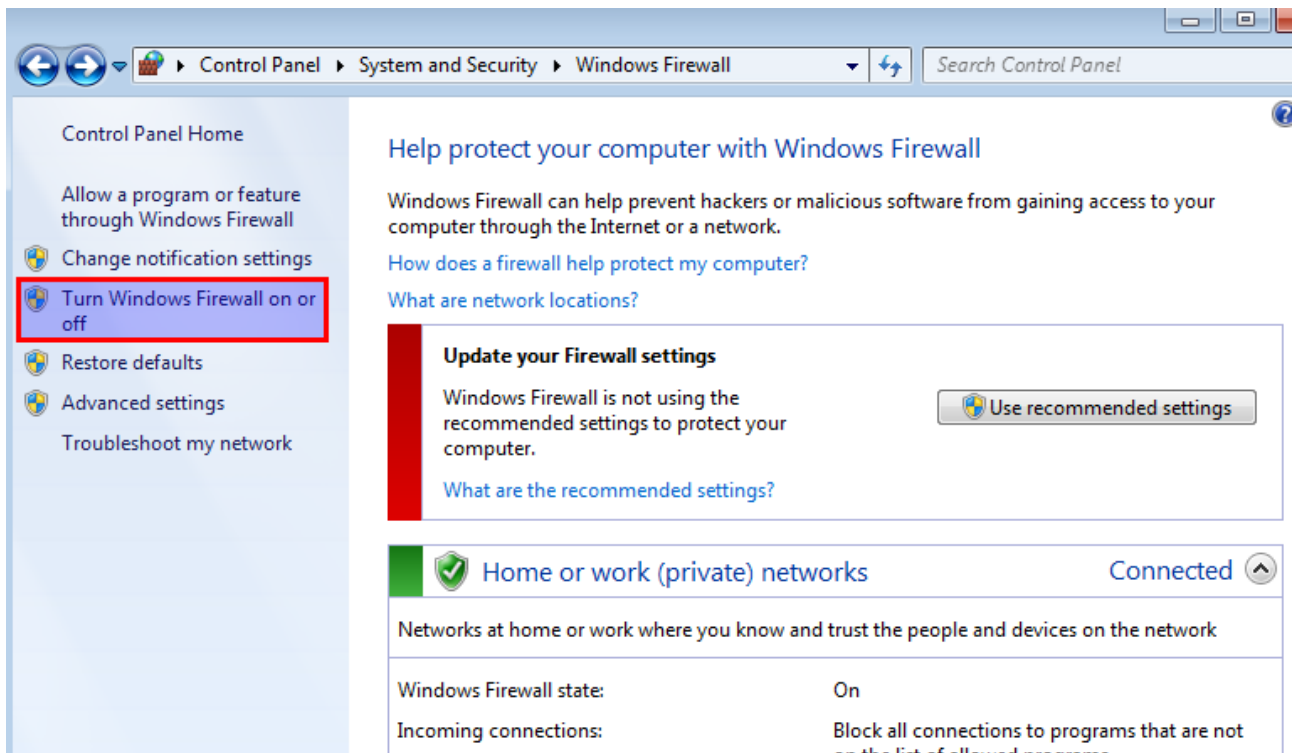 Control Panel ▸ System and Security ▸ Windows Firewall
Search Control Panel
Control Panel Home
Allow a program or feature
through Windows Firewall
Change notification settings
Turn Windows Firewall on or
off
Restore defaults
Advanced settings
Troubleshoot my network
Help protect your computer with Windows Firewall
Windows Firewall can help prevent hackers or malicious software from gaining access to your
computer through the Internet or a network.
How does a firewall help protect my computer?
What are network locations?
Update your Firewall settings
Windows Firewall is not using the
recommended settings to protect your
computer.
Use recommended settings
What are the recommended settings?
Home or work (private) networks
Connected
Networks at home or work where you know and trust the people and devices on the network
Windows Firewall state:
On
Incoming connections:
Block all connections to programs that are not
on the list of allowed programs